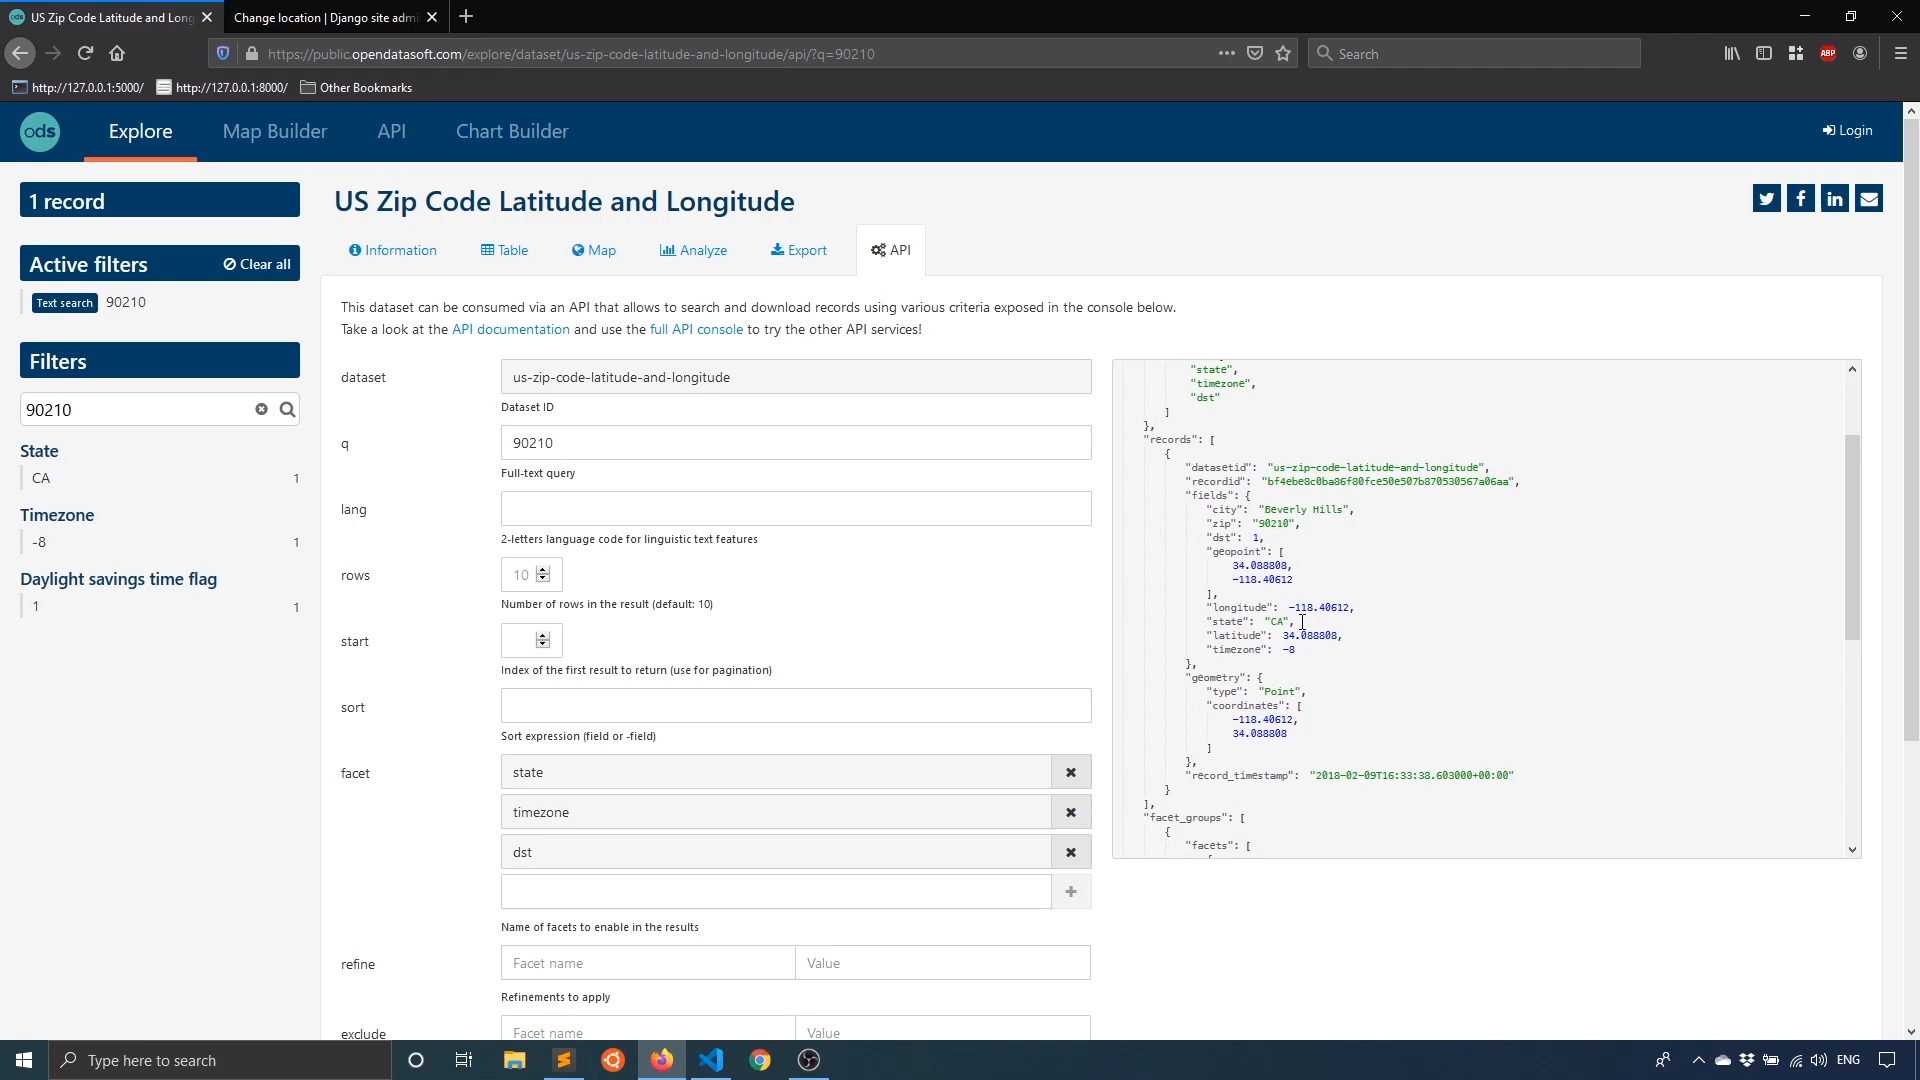 US Zip Code Latitude and Long
Change location | Django site admi
https://public.opendatasoft.com/explore/dataset/us-zip-code-latitude-and-longitude/api/?q=90210
Search
ABP
http://127.0.0.1:5000/
http://127.0.0.1:8000/
Other Bookmarks
ods
Explore
Map Builder
API
Chart Builder
Login
1 record
US Zip Code Latitude and Longitude
Information
Table
Map
Analyze
Export
API
Active filters
Clear all
Text search 90210
Filters
90210
State
CA 1
Timezone
-8 1
Daylight savings time flag
1 1
This dataset can be consumed via an API that allows to search and download records using various criteria exposed in the console below.
Take a look at the API documentation and use the full API console to try the other API services!
dataset
us-zip-code-latitude-and-longitude
Dataset ID
q
90210
Full-text query
lang
2-letters language code for linguistic text features
rows
10
Number of rows in the result (default: 10)
start
Index of the first result to return (use for pagination)
sort
Sort expression (field or -field)
facet
state
timezone
dst
Name of facets to enable in the results
refine
Facet name
Value
Refinements to apply
exclude
Facet name
Value
"state",
"timezone",
"dst"
]
},
"records": [
{
"datasetid": "us-zip-code-latitude-and-longitude",
"recordid": "bf4ebe8c0ba86f80fce50e507b870530567a06aa",
"fields": {
"city": "Beverly Hills",
"zip": "90210",
"dst": 1,
"geopoint": [
34.088808,
-118.40612
],
"longitude": -118.40612,
"state": "CA",
"latitude": 34.088808,
"timezone": -8
},
"geometry": {
"type": "Point",
"coordinates": [
-118.40612,
34.088808
]
},
"record_timestamp": "2018-02-09T16:33:38.603000+00:00"
}
],
"facet_groups": [
{
"facets": [
Type here to search
ENG